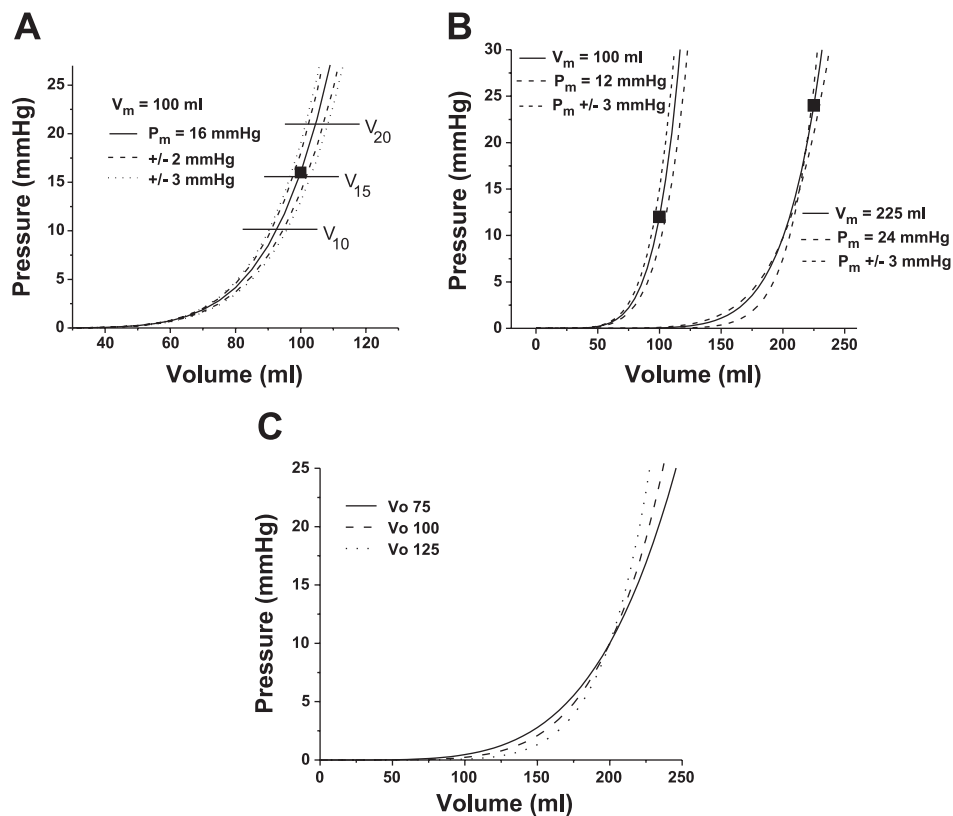 A
Pressure (mmHg)
25
20
15
10
5
0
V_m = 100 ml
P_m = 16 mmHg
+/- 2 mmHg
+/- 3 mmHg
V_20
V_15
V_10
40 60 80 100 120
Volume (ml)
B
Pressure (mmHg)
30
25
20
15
10
5
0
V_m = 100 ml
P_m = 12 mmHg
P_m +/- 3 mmHg
V_m = 225 ml
P_m = 24 mmHg
P_m +/- 3 mmHg
0 50 100 150 200 250
Volume (ml)
C
Pressure (mmHg)
25
20
15
10
5
0
Vo 75
Vo 100
Vo 125
0 50 100 150 200 250
Volume (ml)